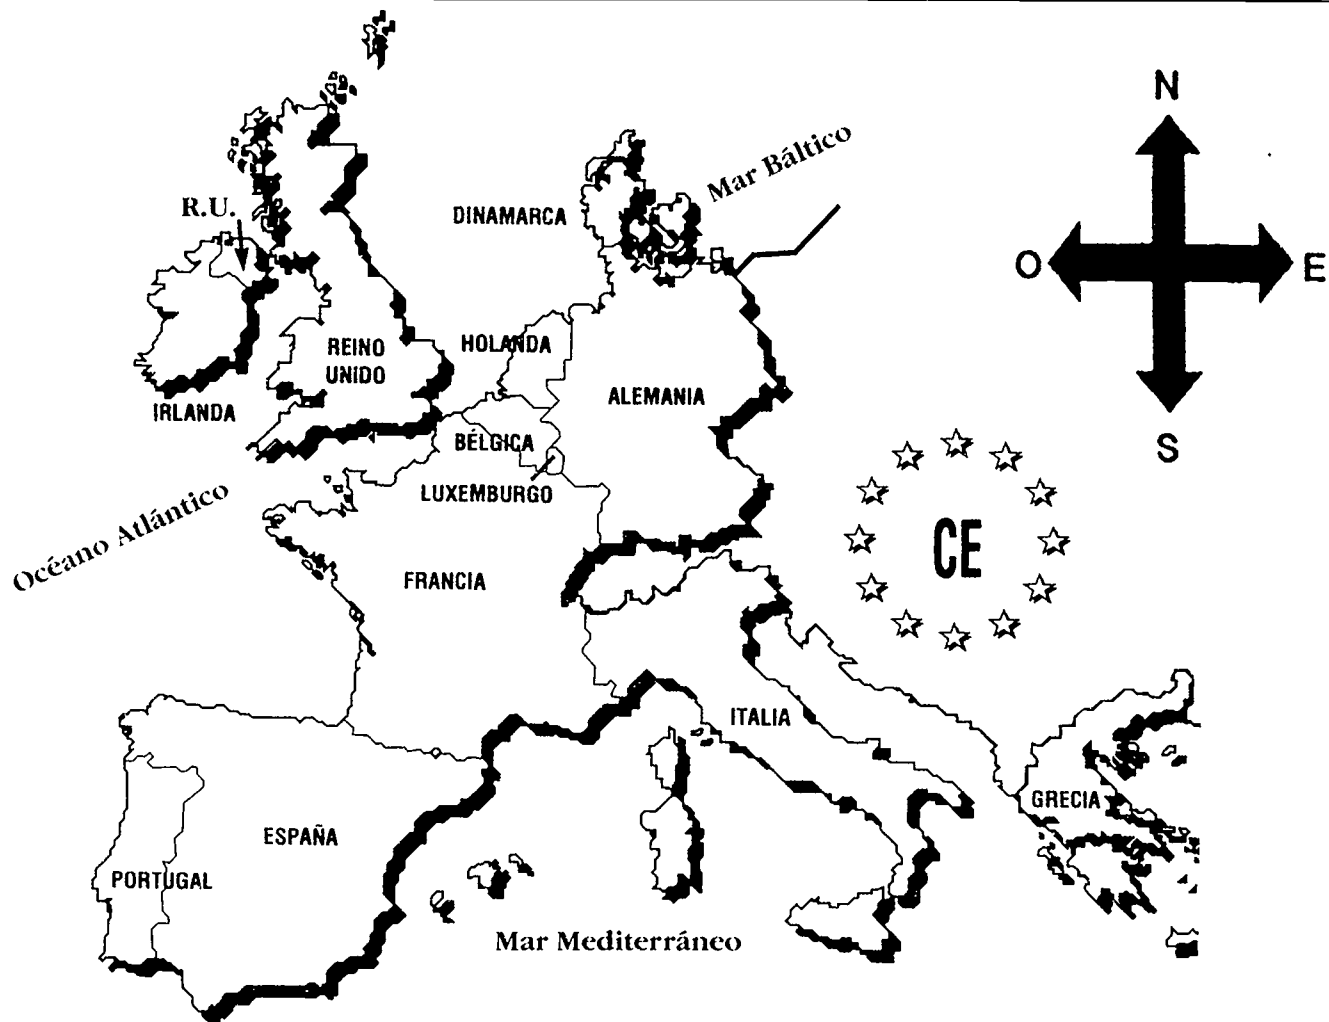 N
Mar Báltico
R.U.
DINAMARCA
O
E
HOLANDA
REINO
UNIDO
ALEMANIA
IRLANDA
S
BÉLGICA
LUXEMBURGO
Océano Atlántico
CE
FRANCIA
ITALIA
GRECIA
ESPAÑA
PORTUGAL
Mar Mediterráneo